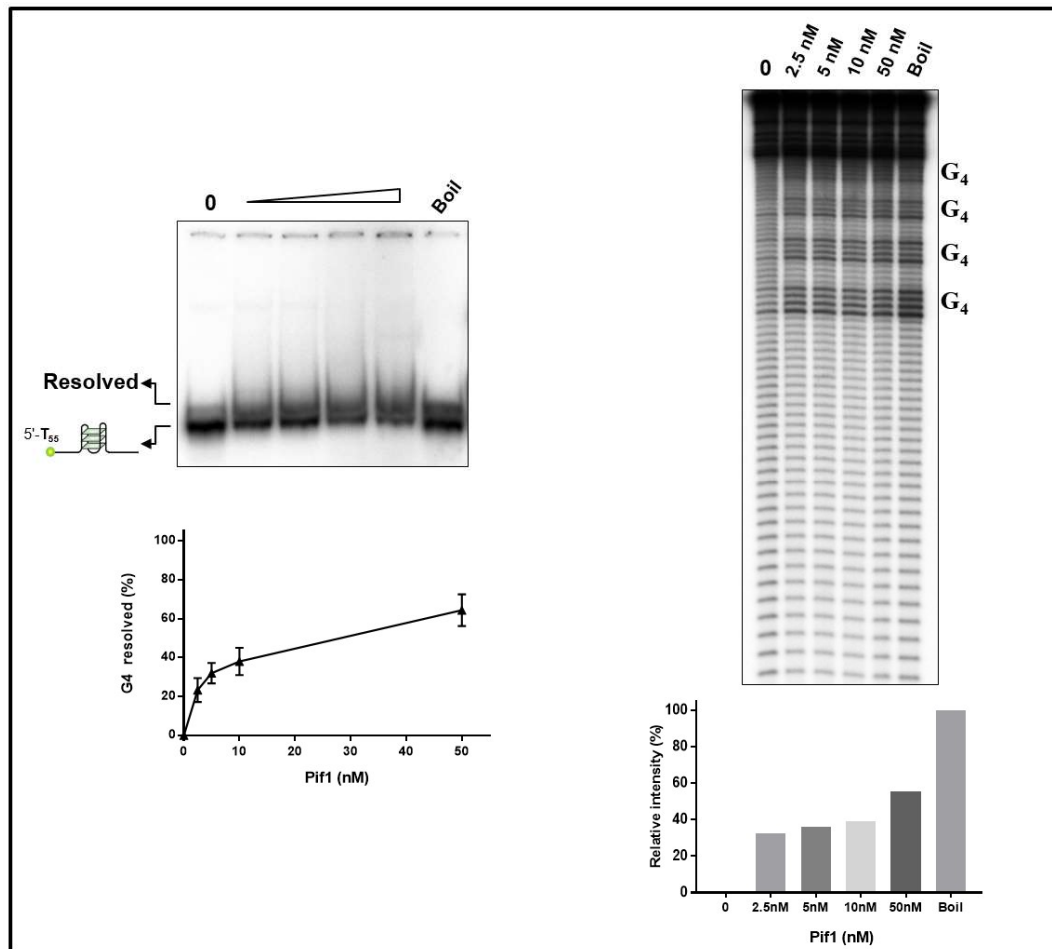 0
Boil
Resolved
5'-T₅₅
G4 resolved (%)
100
80
60
40
20
0
0 10 20 30 40 50
Pif1 (nM)
0 2.5 nM 5 nM 10 nM 50 nM Boil
G₄
G₄
G₄
G₄
Relative intensity (%)
100
80
60
40
20
0
0 2.5nM 5nM 10nM 50nM Boil
Pif1 (nM)